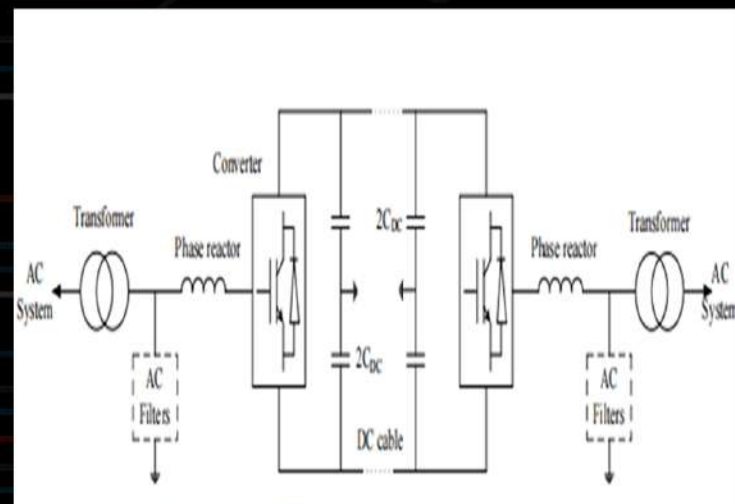 Converter
Transformer
Phase reactor
AC
System
AC
Filters
2C_DC
2C_DC
DC cable
Phase reactor
Transformer
AC
System
AC
Filters